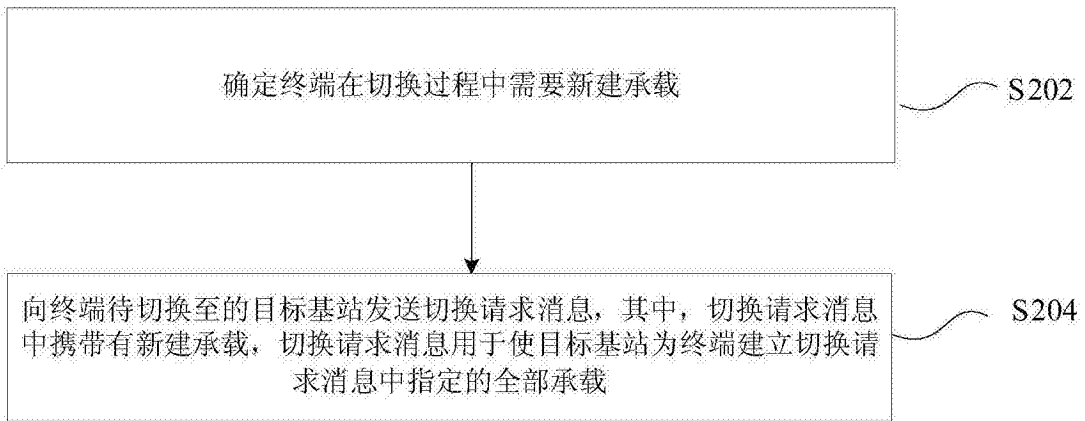 确定终端在切换过程中需要新建承载
S202
向终端待切换至的目标基站发送切换请求消息，其中，切换请求消息
中携带有新建承载，切换请求消息用于使目标基站为终端建立切换请
求消息中指定的全部承载
S204